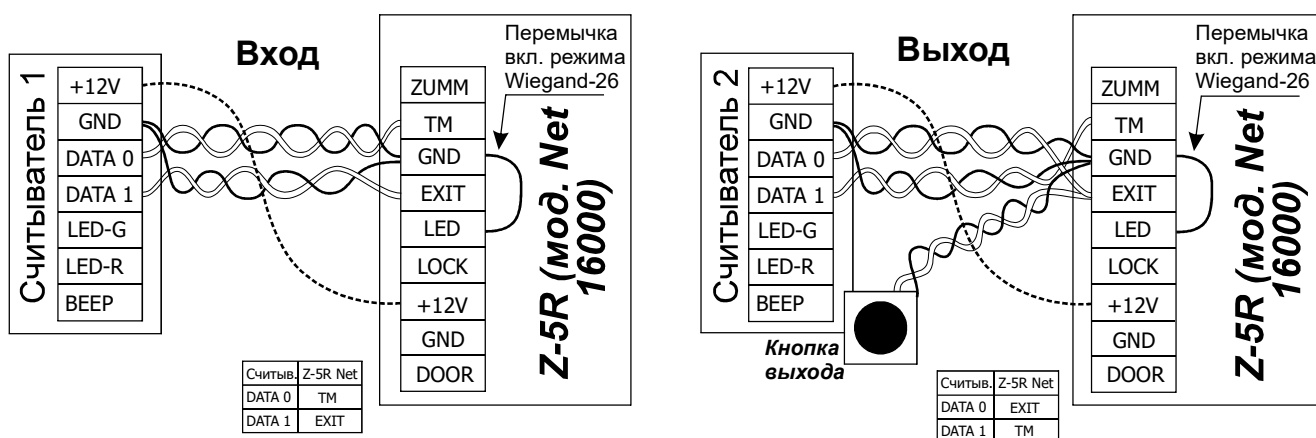 Вход
Считыватель 1
+12V
GND
DATA 0
DATA 1
LED-G
LED-R
BEEP
Перемычка
вкл. режима
Wiegand-26
ZUMM
TM
GND
EXIT
LED
LOCK
+12V
GND
DOOR
Z-5R (мод. Net
16000)
Считыв. Z-5R Net
DATA 0 TM
DATA 1 EXIT
Выход
Считыватель 2
+12V
GND
DATA 0
DATA 1
LED-G
LED-R
BEEP
Кнопка
выхода
Перемычка
вкл. режима
Wiegand-26
ZUMM
TM
GND
EXIT
LED
LOCK
+12V
GND
DOOR
Z-5R (мод. Net
16000)
Считыв. Z-5R Net
DATA 0 EXIT
DATA 1 TM